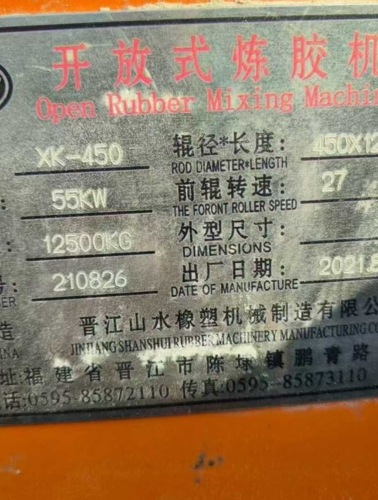 开放式炼胶机
Open Rubber Mixing Machi
XK-450 辊径*长度: 450X12
ROD DIAMETER*LENGTH
55KW 前辊转速: 27
THE FORONT ROLLER SPEED
12500KG 外型尺寸:
DIMENSIONS
号: 210826 出厂日期: 2021.8
DATE OF MANUFACTURE
造 晋江山水橡塑机械制造有限公
JINJIANG SHANSHUI RUBBER MACHINERY MANUFACTURING CO
址:福建省晋江市陈埭镇鹏青路
电话:0595-85872110 传真:0595-85873110